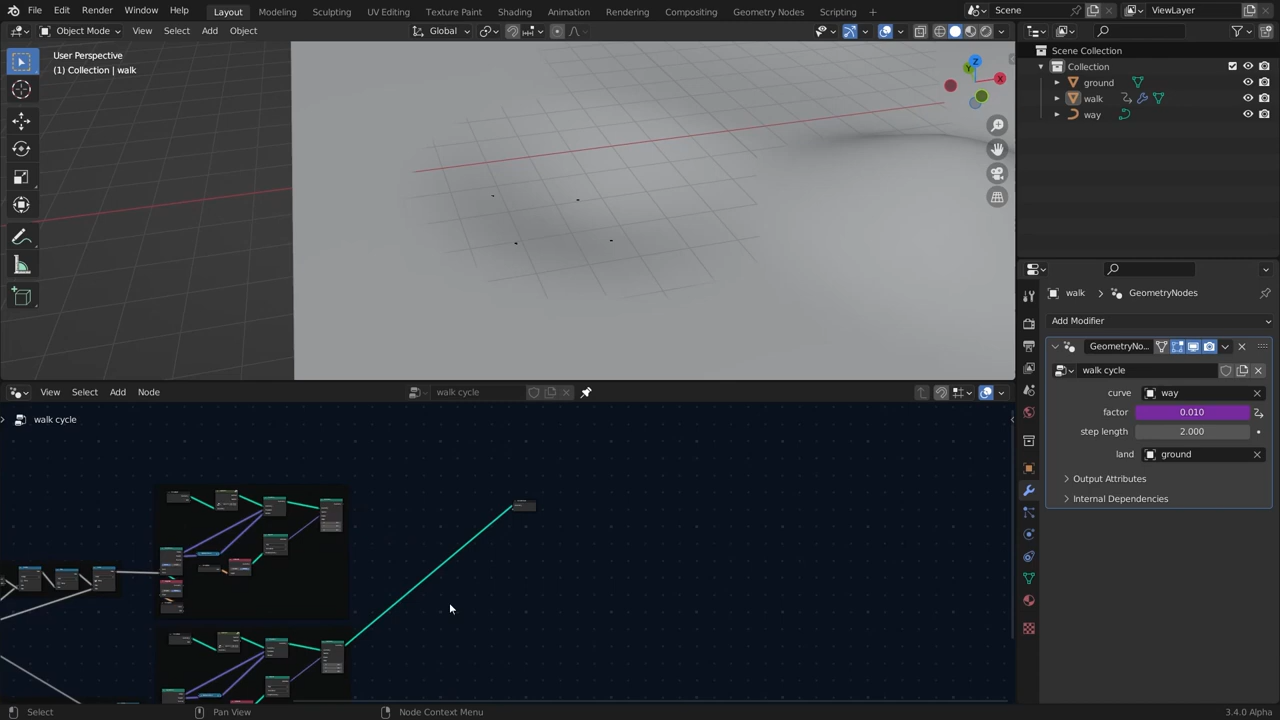 File Edit Render Window Help Layout Modeling Sculpting UV Editing Texture Paint Shading Animation Rendering Compositing Geometry Nodes Scripting + Scene ViewLayer
Object Mode View Select Add Object Global
User Perspective
(1) Collection | walk
Z
Y
X
Scene Collection
Collection
ground
walk
way
walk > GeometryNodes
Add Modifier
GeometryNo...
walk cycle
curve way
factor 0.010
step length 2.000
land ground
Output Attributes
Internal Dependencies
View Select Add Node walk cycle
walk cycle
Select Pan View Node Context Menu 3.4.0 Alpha